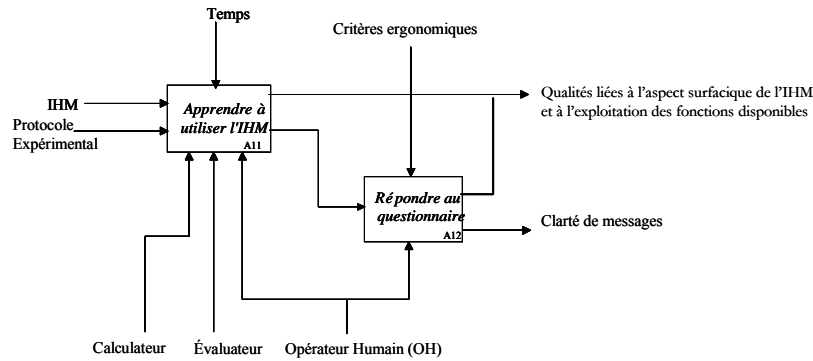 Temps
Critères ergonomiques
IHM
Protocole
Expérimental
Apprendre à
utiliser l'IHM
A11
Qualités liées à l'aspect surfacique de l'IHM
et à l'exploitation des fonctions disponibles
Répondre au
questionnaire
A12
Clarté de messages
Calculateur
Évaluateur
Opérateur Humain (OH)